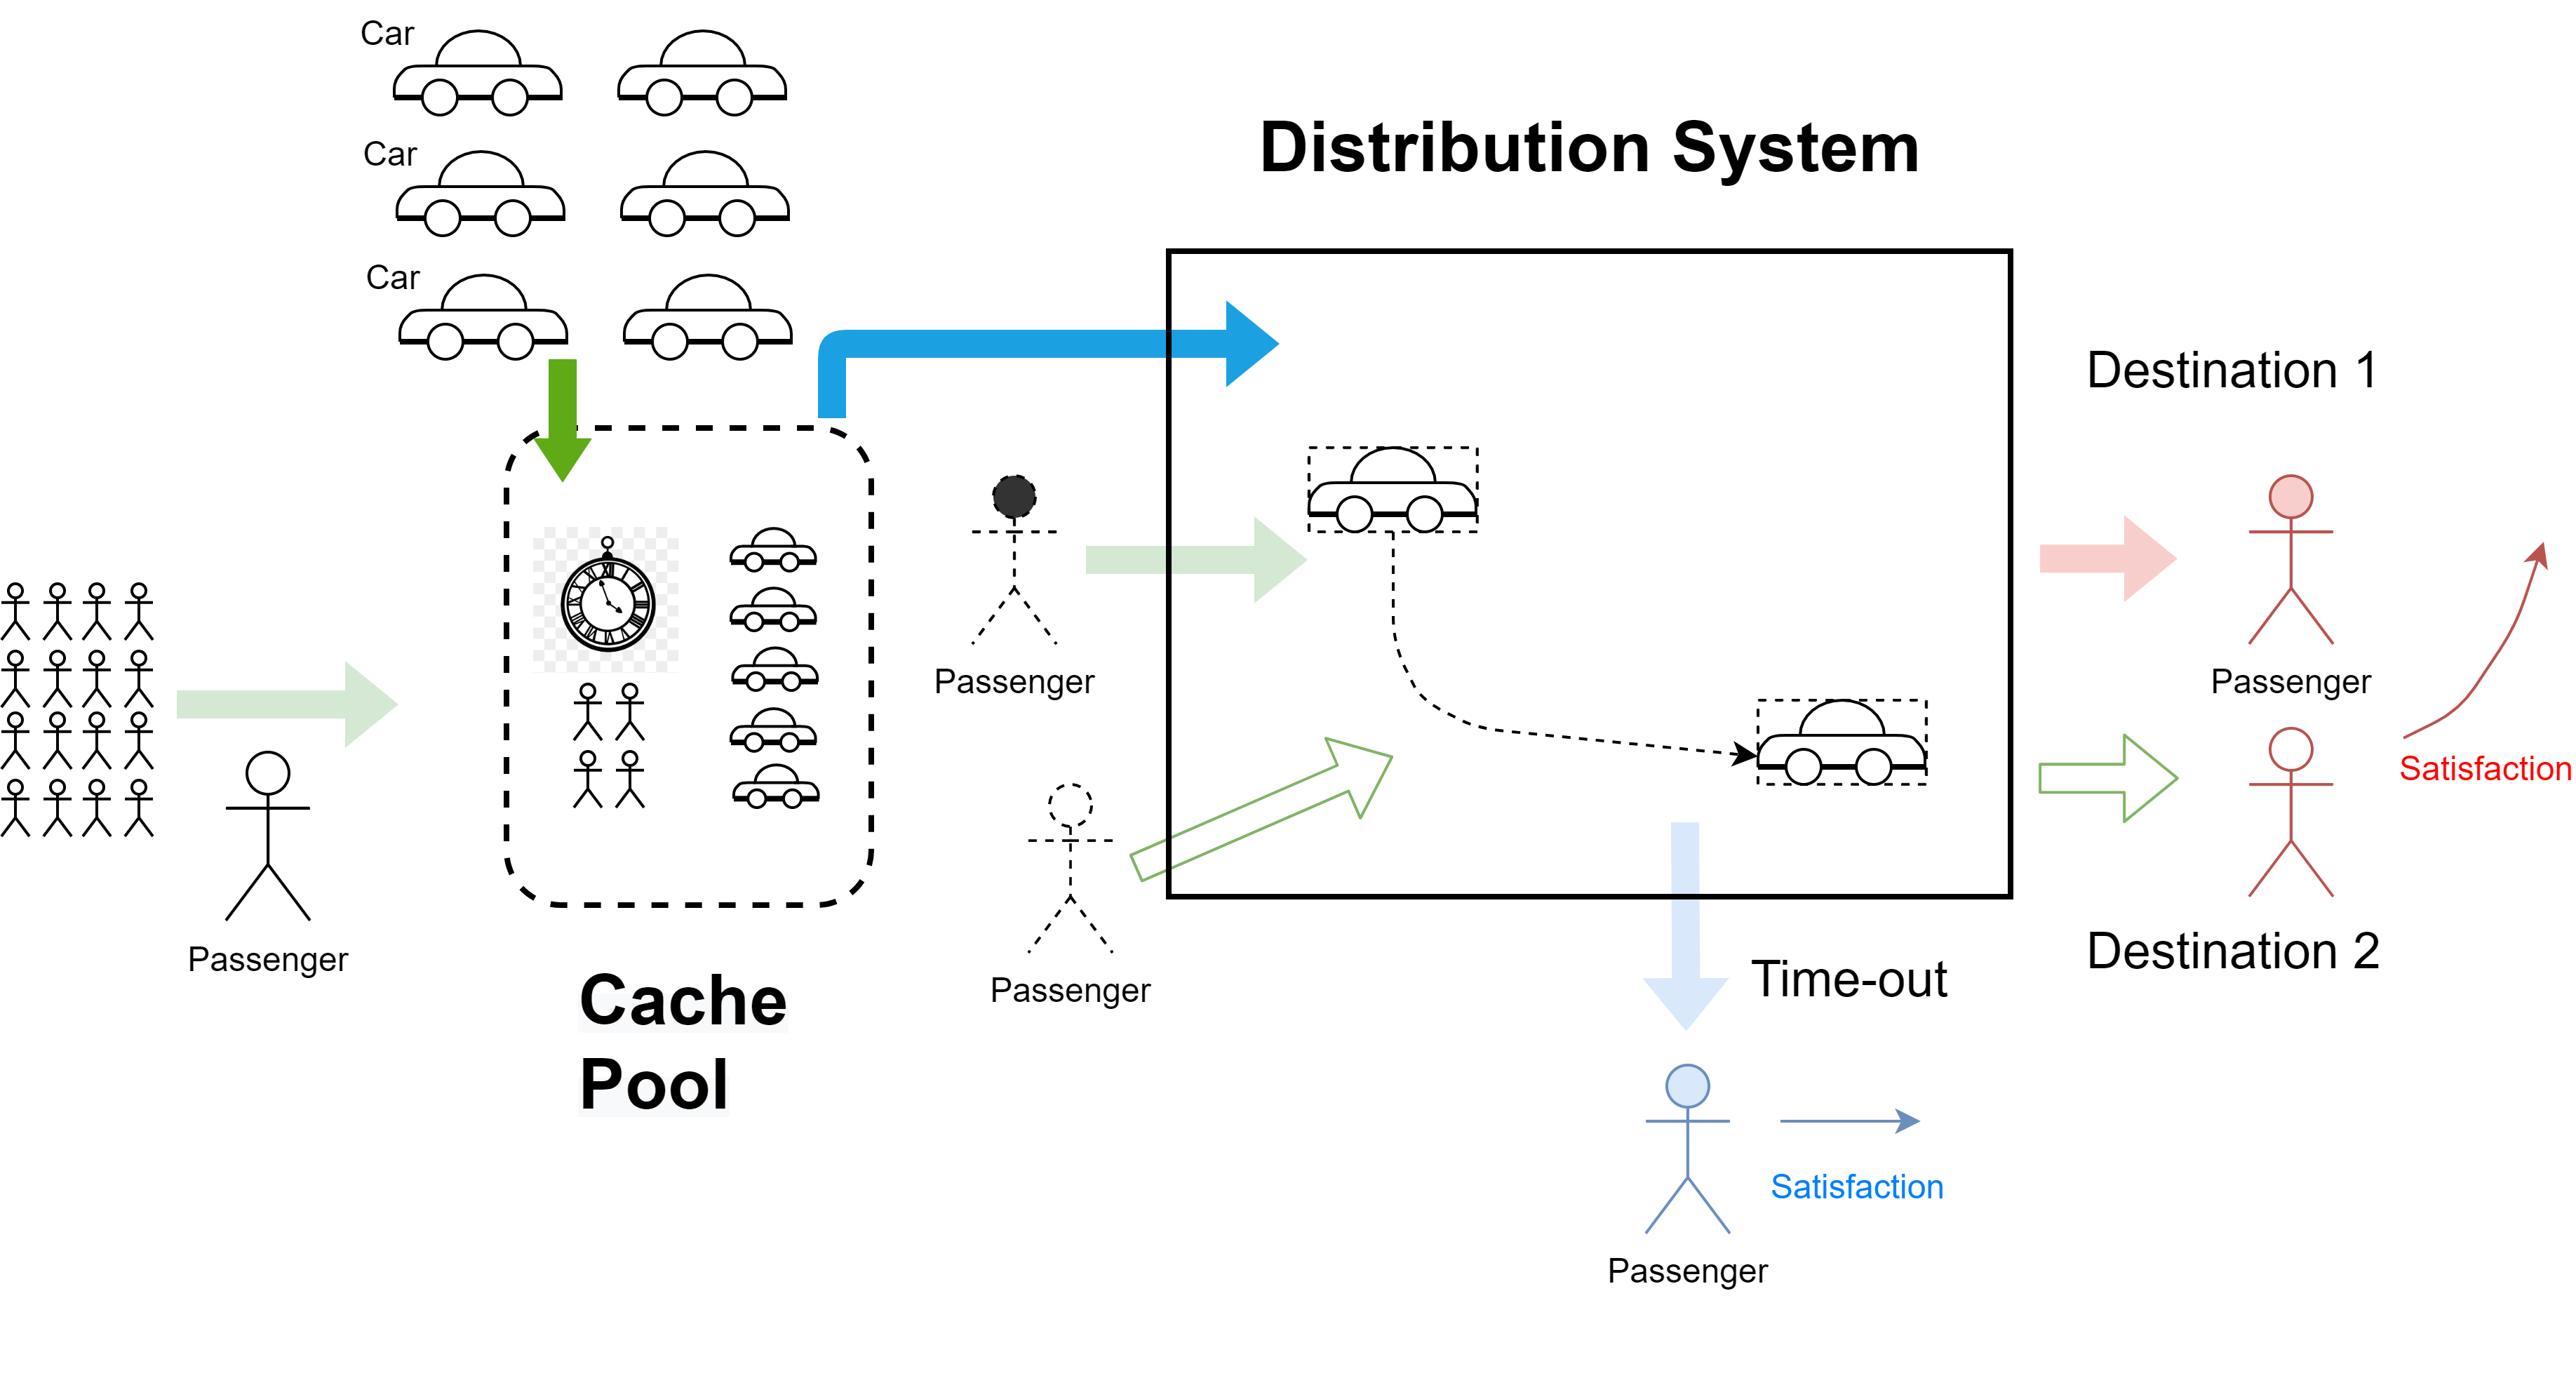 Car
Car
Car
Distribution System
Destination 1
Passenger
Passenger
Satisfaction
Passenger
Passenger
Destination 2
Time-out
Cache
Pool
Satisfaction
Passenger